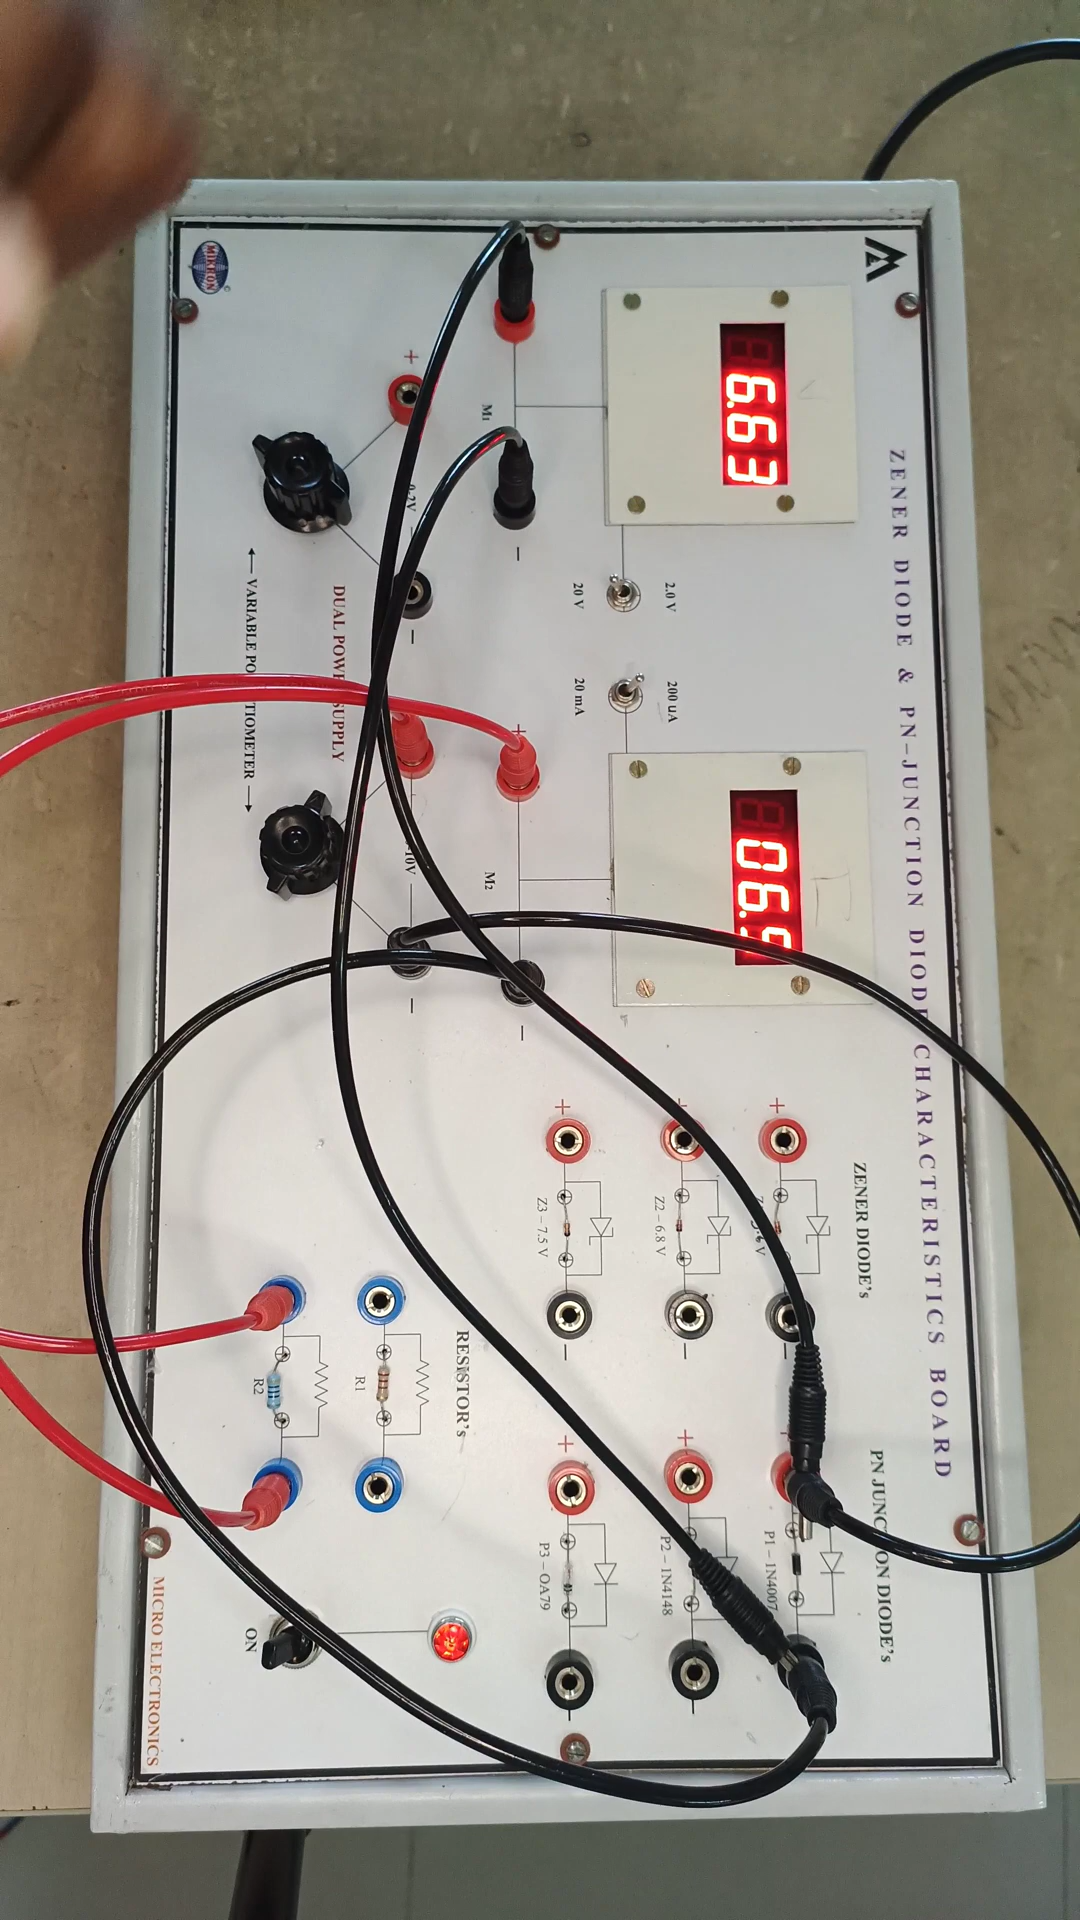 ZENER DIODE & PN-JUNCTION DIODE CHARACTERISTICS BOARD
MIKRON
6.63
V
2.0 V
20 V
M1
+
-
0-2V
+
-
200 uA
20 mA
06.9
I
M2
+
-
10V
-
DUAL POWER SUPPLY
VARIABLE POTENTIOMETER
ZENER DIODE's
+
-
Z2 - 6.8 V
+
-
Z3 - 7.5 V
+
-
PN JUNCTION DIODE's
P1 - 1N4007
+
P2 - 1N4148
+
-
P3 - OA79
+
-
RESISTOR's
R1
R2
ON
MICRO ELECTRONICS